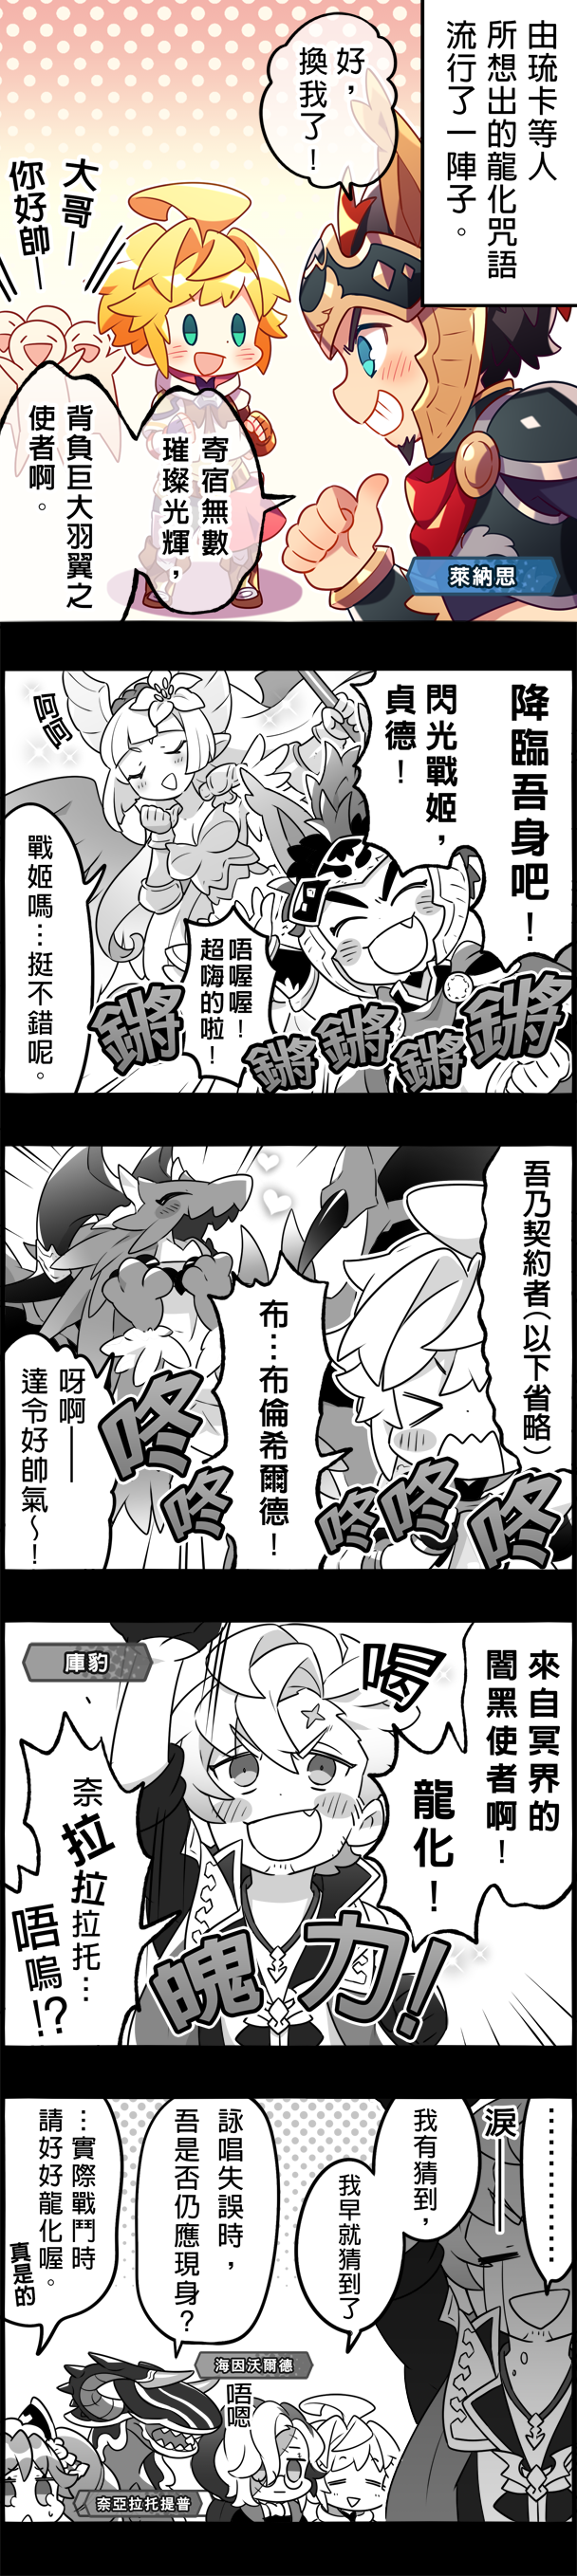 由琉卡等人
所想出的龍化咒語
流行了一陣子。
好，
換我了！
大哥—
你好帥—
寄宿無數
璀璨光輝，
背負巨大羽翼之
使者啊。
萊納思
降臨吾身吧！
閃光戰姬，
貞德！
呵呵
唔喔喔！
超嗨的啦！
戰姬嗎…挺不錯呢。
鏘
鏘
鏘
鏘
鏘
吾乃契約者(以下省略)
布…布倫希爾德！
呀啊——
達令好帥氣～！
咚
咚
咚
咚
咚
來自冥界的
闇黑使者啊！
喝
龍化！
庫豹
奈拉拉拉托…
唔嗚!?
魄力！
…………
淚——
我有猜到，
我早就猜到了
詠唱失誤時，
吾是否仍應現身？
…實際戰鬥時
請好好龍化喔。
真是的
海因沃爾德
唔嗯
奈亞拉托提普